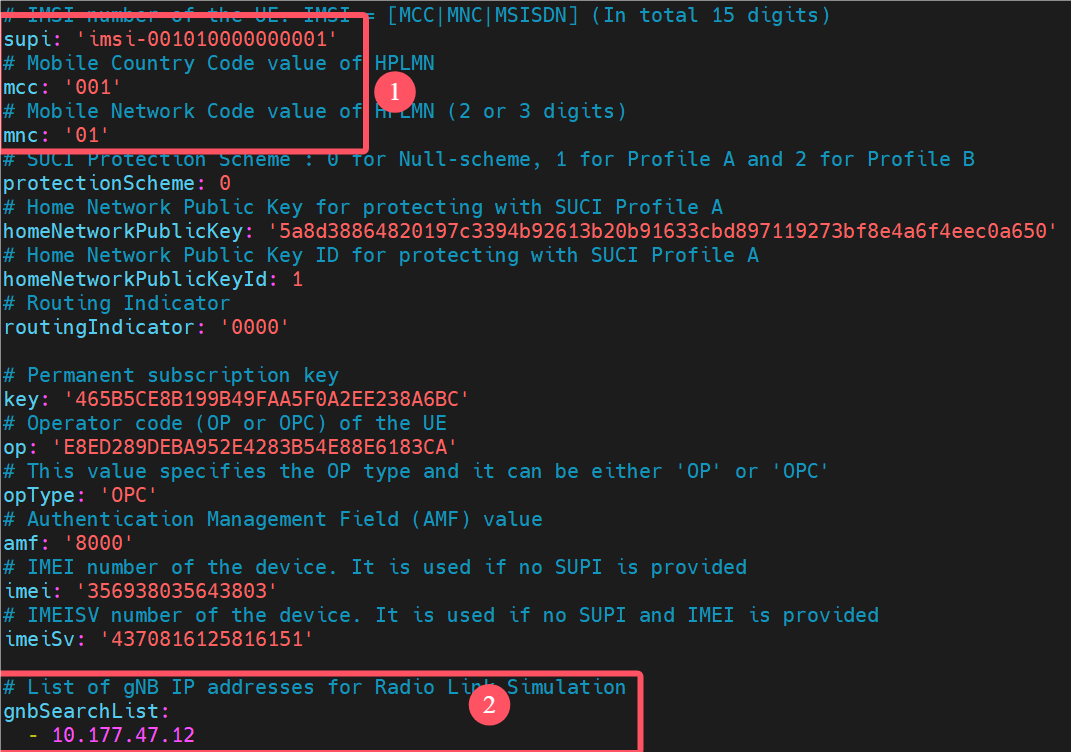 # IMSI number of the UE. IMSI = [MCC|MNC|MSISDN] (In total 15 digits)
supi: 'imsi-001010000000001'
# Mobile Country Code value of HPLMN
mcc: '001'
1
# Mobile Network Code value of HPLMN (2 or 3 digits)
mnc: '01'
# SUCI Protection Scheme : 0 for Null-scheme, 1 for Profile A and 2 for Profile B
protectionScheme: 0
# Home Network Public Key for protecting with SUCI Profile A
homeNetworkPublicKey: '5a8d38864820197c3394b92613b20b91633cbd897119273bf8e4a6f4eec0a650'
# Home Network Public Key ID for protecting with SUCI Profile A
homeNetworkPublicKeyId: 1
# Routing Indicator
routingIndicator: '0000'
# Permanent subscription key
key: '465B5CE8B199B49FAA5F0A2EE238A6BC'
# Operator code (OP or OPC) of the UE
op: 'E8ED289DEBA952E4283B54E88E6183CA'
# This value specifies the OP type and it can be either 'OP' or 'OPC'
opType: 'OPC'
# Authentication Management Field (AMF) value
amf: '8000'
# IMEI number of the device. It is used if no SUPI is provided
imei: '356938035643803'
# IMEISV number of the device. It is used if no SUPI and IMEI is provided
imeiSv: '4370816125816151'
# List of gNB IP addresses for Radio Link Simulation
gnbSearchList:
2
- 10.177.47.12